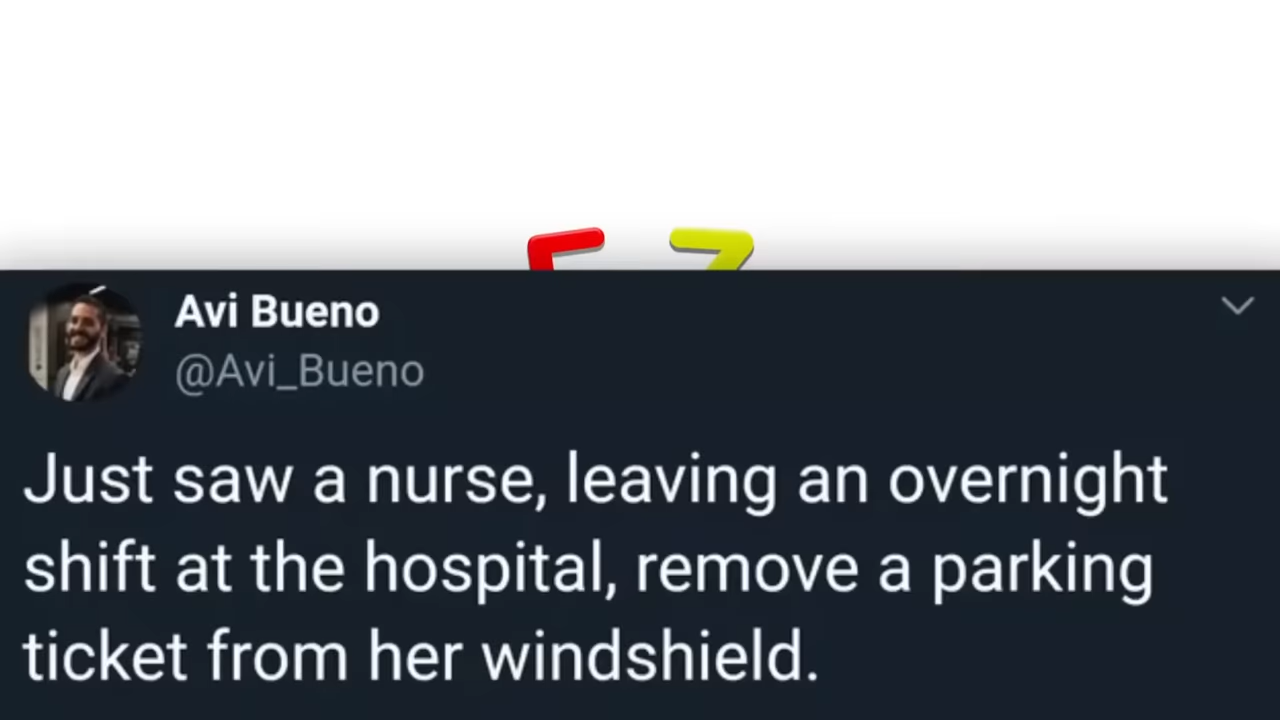 Avi Bueno
@Avi_Bueno
Just saw a nurse, leaving an overnight
shift at the hospital, remove a parking
ticket from her windshield.